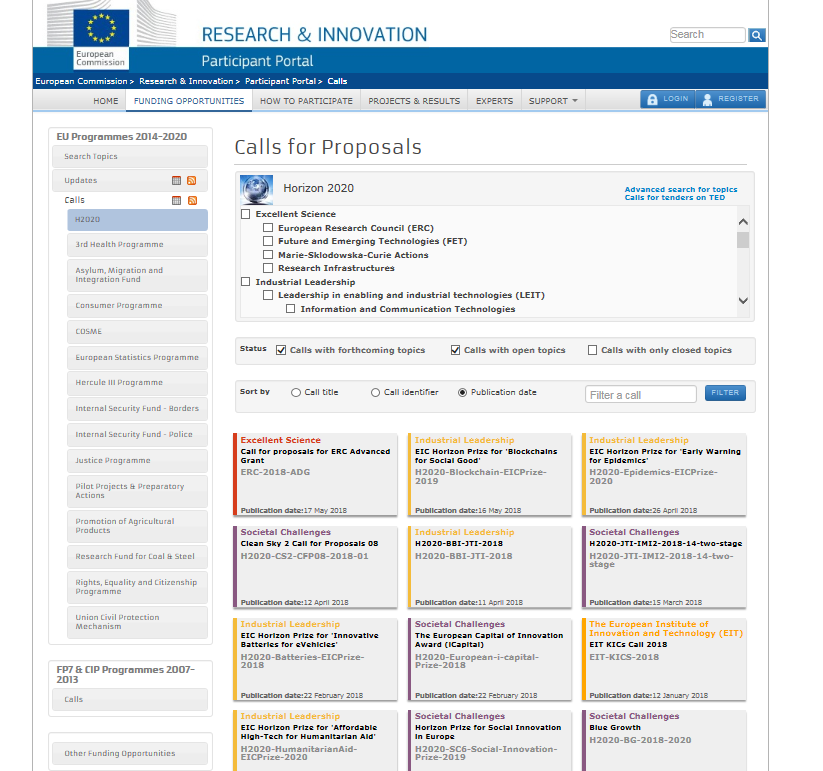 European
Commission
RESEARCH & INNOVATION
Participant Portal
Search
European Commission > Research & Innovation > Participant Portal > Calls
HOME
FUNDING OPPORTUNITIES
HOW TO PARTICIPATE
PROJECTS & RESULTS
EXPERTS
SUPPORT
LOGIN
REGISTER
EU Programmes 2014-2020
Search Topics
Updates
Calls
H2020
3rd Health Programme
Asylum, Migration and
Integration Fund
Consumer Programme
COSME
European Statistics Programme
Hercule III Programme
Internal Security Fund - Borders
Internal Security Fund - Police
Justice Programme
Pilot Projects & Preparatory
Actions
Promotion of Agricultural
Products
Research Fund for Coal & Steel
Rights, Equality and Citizenship
Programme
Union Civil Protection
Mechanism
FP7 & CIP Programmes 2007-
2013
Calls
Other Funding Opportunities
Calls for Proposals
Horizon 2020
Advanced search for topics
Calls for tenders on TED
Excellent Science
European Research Council (ERC)
Future and Emerging Technologies (FET)
Marie-Sklodowska-Curie Actions
Research Infrastructures
Industrial Leadership
Leadership in enabling and industrial technologies (LEIT)
Information and Communication Technologies
Status
Calls with forthcoming topics
Calls with open topics
Calls with only closed topics
Sort by
Call title
Call identifier
Publication date
Filter a call
FILTER
Excellent Science
Call for proposals for ERC Advanced
Grant
ERC-2018-ADG
Publication date:17 May 2018
Industrial Leadership
EIC Horizon Prize for 'Blockchains
for Social Good'
H2020-Blockchain-EICPrize-
2019
Publication date:16 May 2018
Industrial Leadership
EIC Horizon Prize for 'Early Warning
for Epidemics'
H2020-Epidemics-EICPrize-
2020
Publication date:26 April 2018
Societal Challenges
Clean Sky 2 Call for Proposals 08
H2020-CS2-CFP08-2018-01
Publication date:12 April 2018
Industrial Leadership
H2020-BBI-JTI-2018
H2020-BBI-JTI-2018
Publication date:11 April 2018
Societal Challenges
H2020-JTI-IMI2-2018-14-two-stage
H2020-JTI-IMI2-2018-14-two-
stage
Publication date:15 March 2018
Industrial Leadership
EIC Horizon Prize for 'Innovative
Batteries for eVehicles'
H2020-Batteries-EICPrize-
2018
Publication date:22 February 2018
Societal Challenges
The European Capital of Innovation
Award (iCapital)
H2020-European-i-capital-
Prize-2018
Publication date:22 February 2018
The European Institute of
Innovation and Technology (EIT)
EIT KICs Call 2018
EIT-KICS-2018
Publication date:12 January 2018
Industrial Leadership
EIC Horizon Prize for 'Affordable
High-Tech for Humanitarian Aid'
H2020-HumanitarianAid-
EICPrize-2020
Societal Challenges
Horizon Prize for Social Innovation
in Europe
H2020-SC6-Social-Innovation-
Prize-2019
Societal Challenges
Blue Growth
H2020-BG-2018-2020